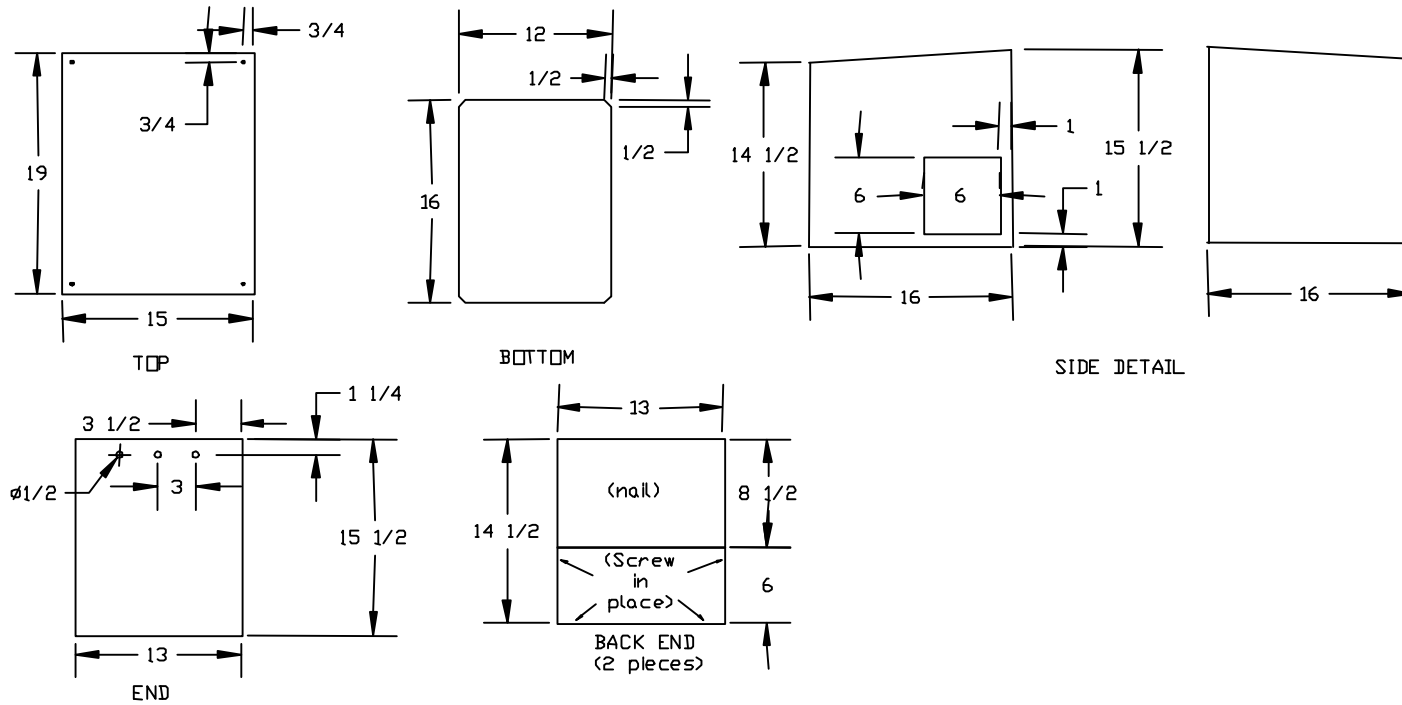 3/4
3/4
19
15
TOP
12
1/2
1/2
16
BOTTOM
14 1/2
6
6
1
15 1/2
1
16
16
SIDE DETAIL
3 1/2
1 1/4
ø1/2
3
15 1/2
13
END
13
(nail)
8 1/2
14 1/2
(Screw
in
place)
6
BACK END
(2 pieces)